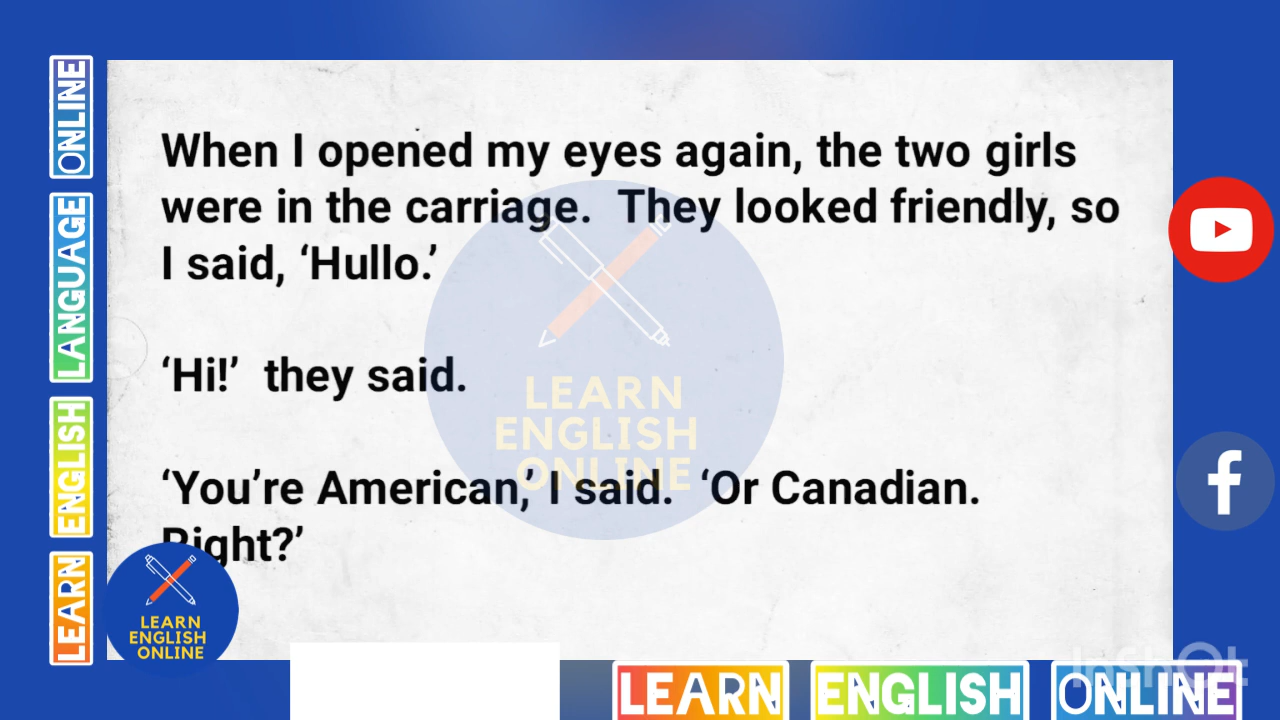 When I opened my eyes again, the two girls
were in the carriage. They looked friendly, so
I said, ‘Hullo.’
‘Hi!’ they said.
‘You’re American,’ I said. ‘Or Canadian.
Right?’
LEARN
ENGLISH
ONLINE
LEARN ENGLISH LANGUAGE ONLINE
LEARN
ENGLISH
ONLINE
LEARN ENGLISH ONLINE
InShOt
f